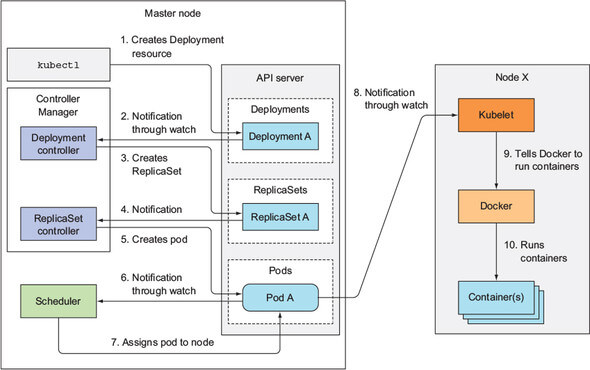 Master node
1. Creates Deployment
resource
kubectl
API server
8. Notification
through watch
Node X
Controller
Manager
Deployments
2. Notification
through watch
Kubelet
Deployment
controller
Deployment A
3. Creates
ReplicaSet
9. Tells Docker to
run containers
ReplicaSets
4. Notification
Docker
ReplicaSet
controller
ReplicaSet A
5. Creates pod
10. Runs
containers
Pods
6. Notification
through watch
Scheduler
Pod A
Container(s)
7. Assigns pod to node